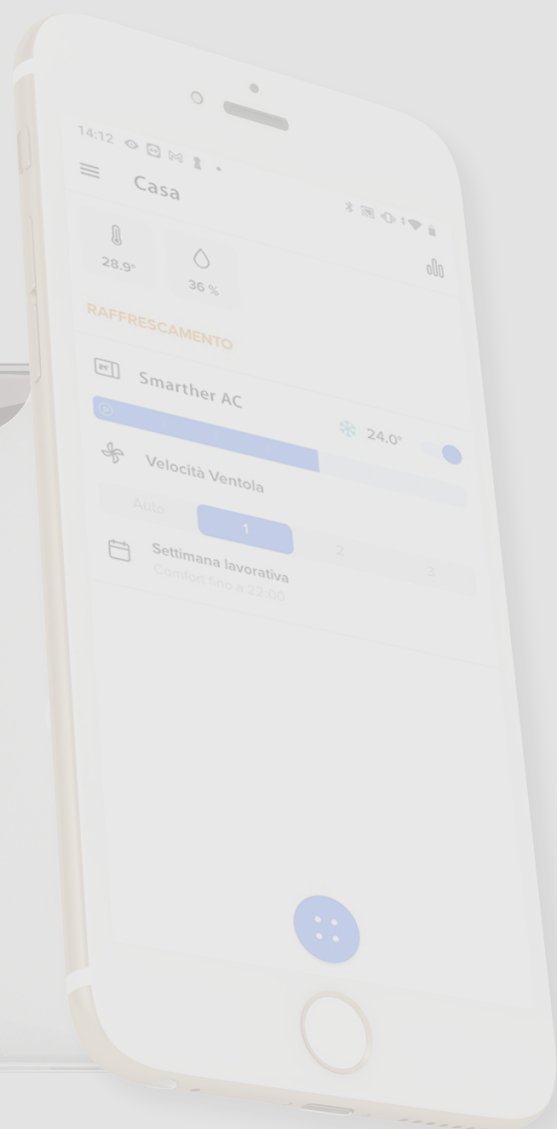 14:12
Casa
28.9°
36 %
RAFFRESCAMENTO
Smarther AC
24.0°
Velocità Ventola
Auto
1
2
3
Settimana lavorativa
Comfort fino a 22:00